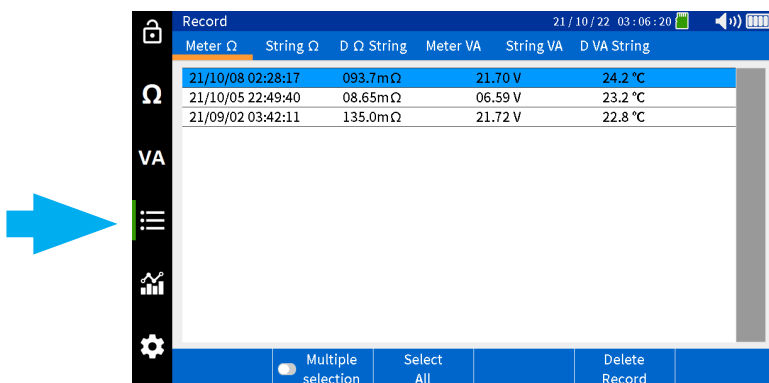 Record 21/10/22 03:06:20
Meter Ω String Ω D Ω String Meter VA String VA D VA String
21/10/08 02:28:17 093.7mΩ 21.70 V 24.2 ℃
21/10/05 22:49:40 08.65mΩ 06.59 V 23.2 ℃
21/09/02 03:42:11 135.0mΩ 21.72 V 22.8 ℃
Ω
VA
Multiple selection
Select All
Delete Record